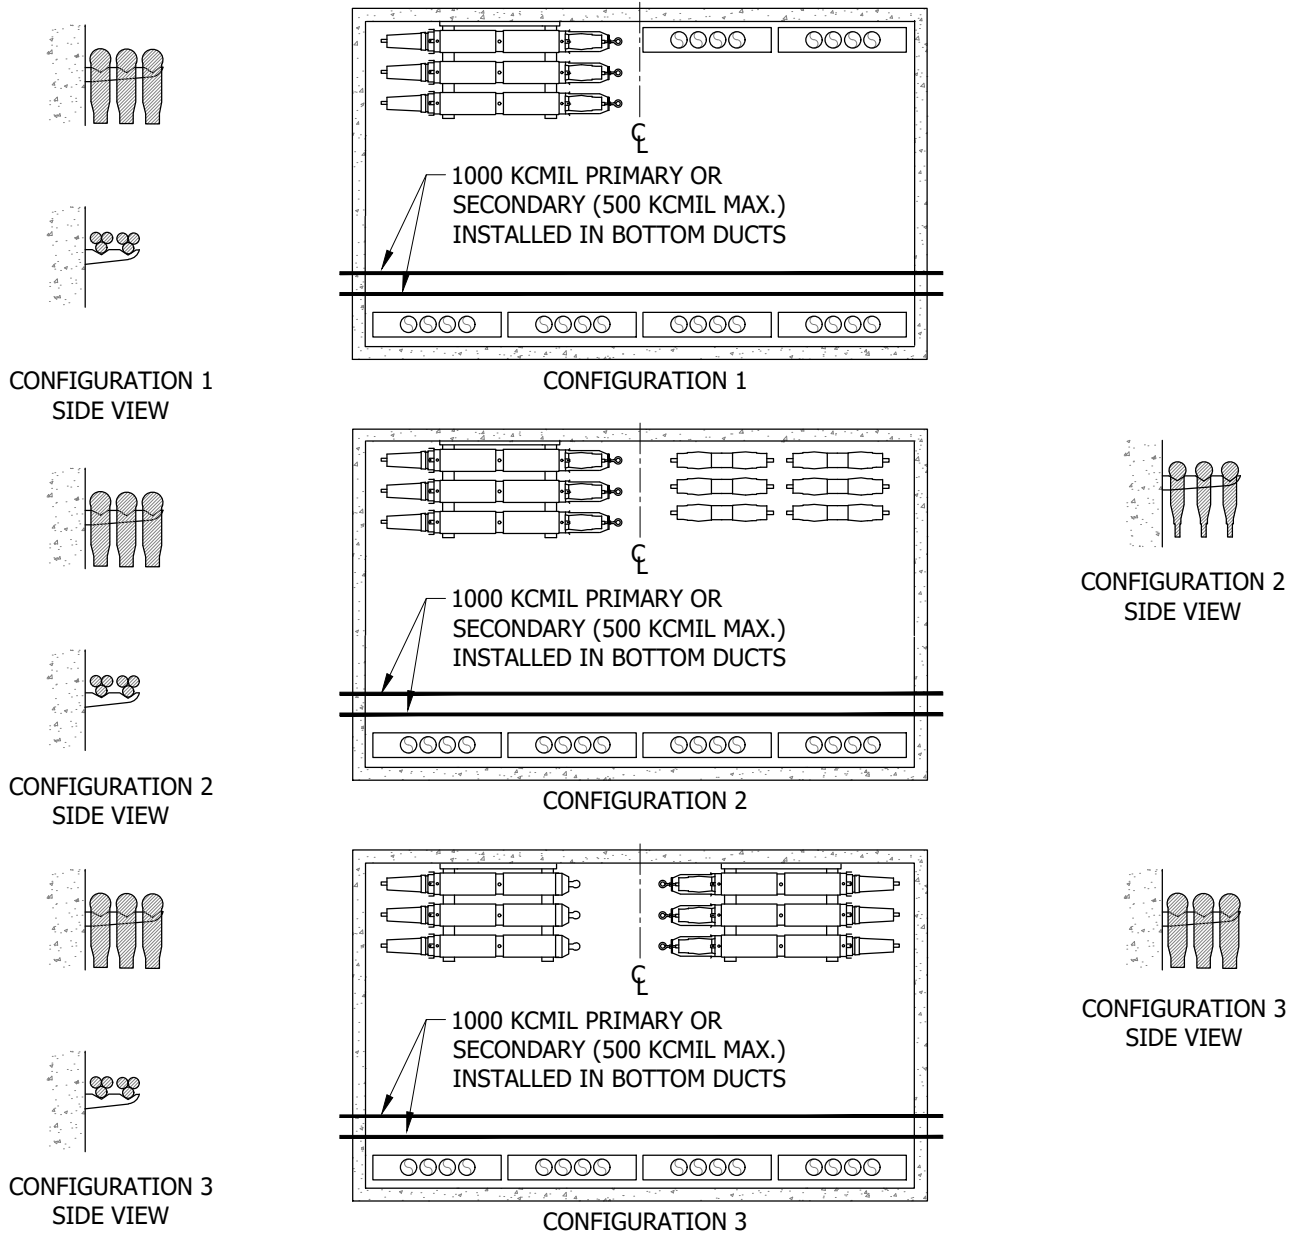 ℄
1000 KCMIL PRIMARY OR
SECONDARY (500 KCMIL MAX.)
INSTALLED IN BOTTOM DUCTS
CONFIGURATION 1
SIDE VIEW
CONFIGURATION 1
℄
1000 KCMIL PRIMARY OR
SECONDARY (500 KCMIL MAX.)
INSTALLED IN BOTTOM DUCTS
CONFIGURATION 2
SIDE VIEW
CONFIGURATION 2
SIDE VIEW
CONFIGURATION 2
℄
1000 KCMIL PRIMARY OR
SECONDARY (500 KCMIL MAX.)
INSTALLED IN BOTTOM DUCTS
CONFIGURATION 3
SIDE VIEW
CONFIGURATION 3
SIDE VIEW
CONFIGURATION 3